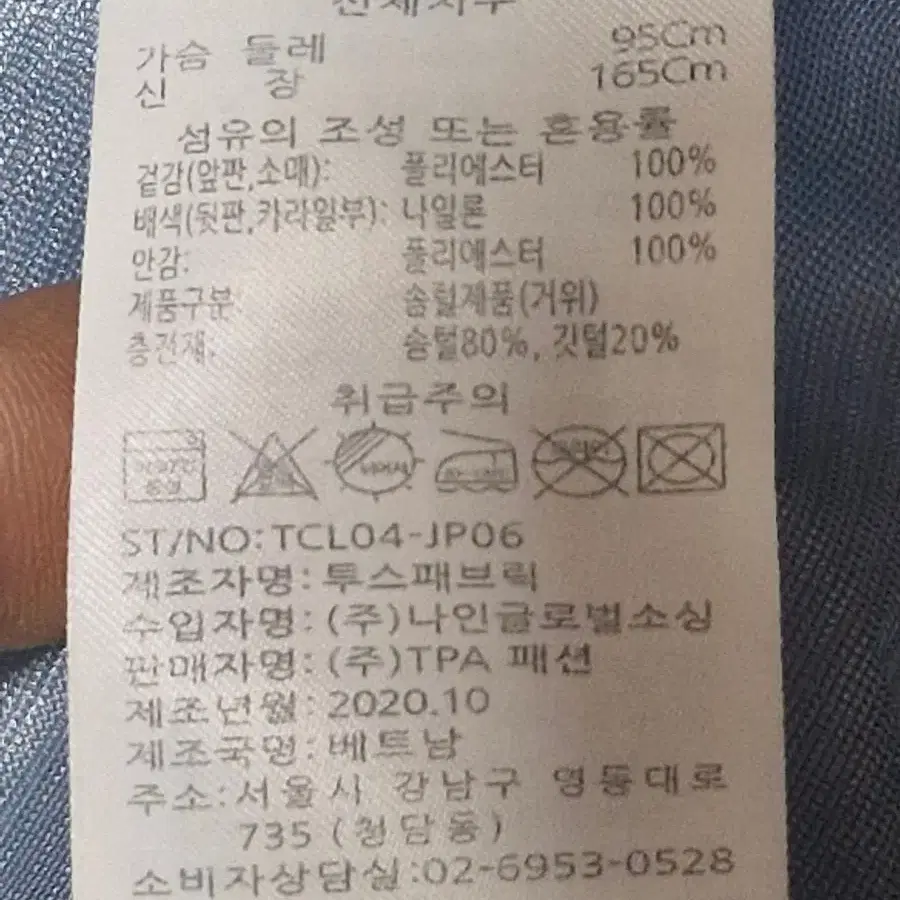 신체치수
가슴 둘레 95Cm
신 장 165Cm
섬유의 조성 또는 혼용률
겉감(앞판,소매): 폴리에스터 100%
배색(뒷판,카라일부): 나일론 100%
안감: 폴리에스터 100%
제품구분: 솜털제품(거위)
충전재: 솜털80%, 깃털20%
취급주의
ST/NO:TCL04-JP06
제조자명:투스패브릭
수입자명:(주)나인글로벌소싱
판매자명:(주)TPA 패션
제조년월:2020.10
제조국명:베트남
주소:서울시 강남구 영동대로
735 (청담동)
소비자상담실:02-6953-0528